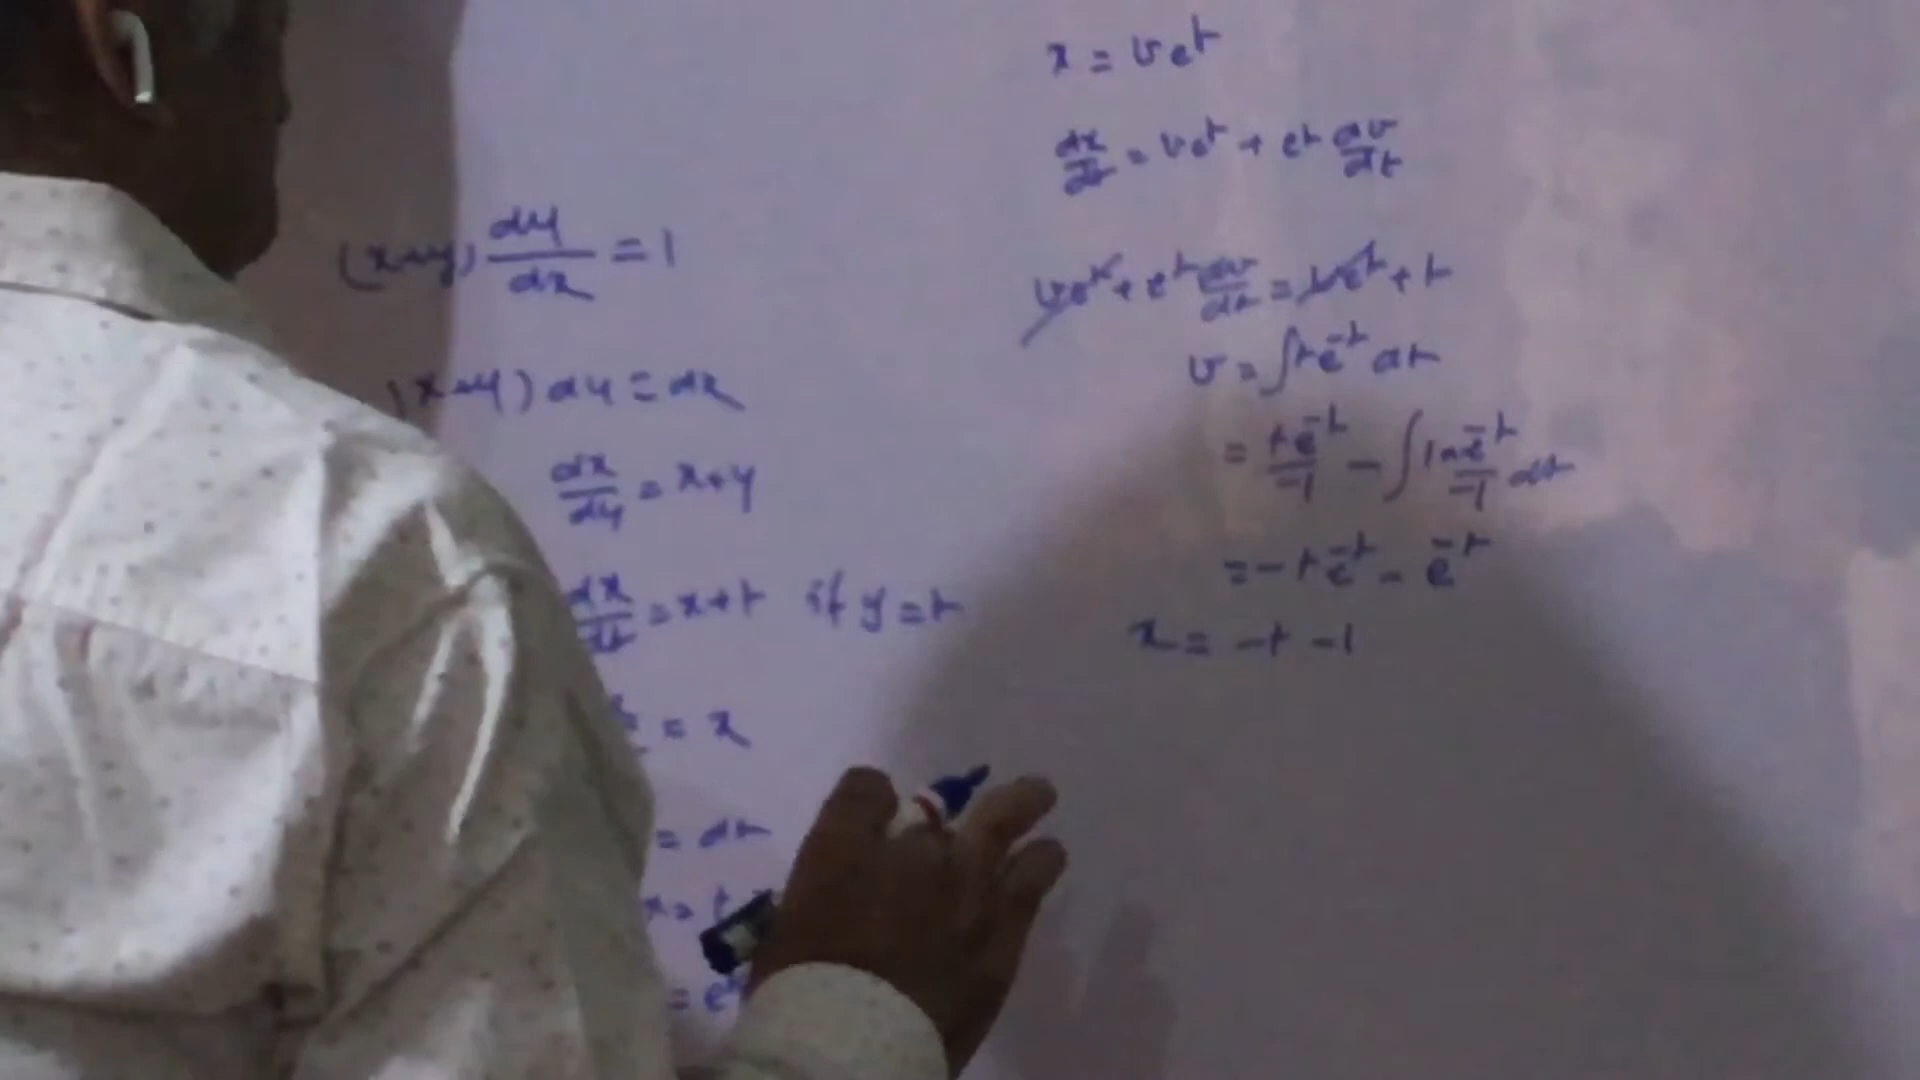 (x+y) dy/dx = 1
(x+y) dy = dx
dx/dy = x+y
dx/dt = x+t if y=t
= x
= dt
x = t
= e^t
x = ve^t
dx/dt = ve^t + e^t dv/dt
ve^t + e^t dv/dt = ve^t + t
v = ∫te^-t dt
= te^-t/-1 - ∫1×e^-t/-1 dt
= -te^-t - e^-t
x = -t -1